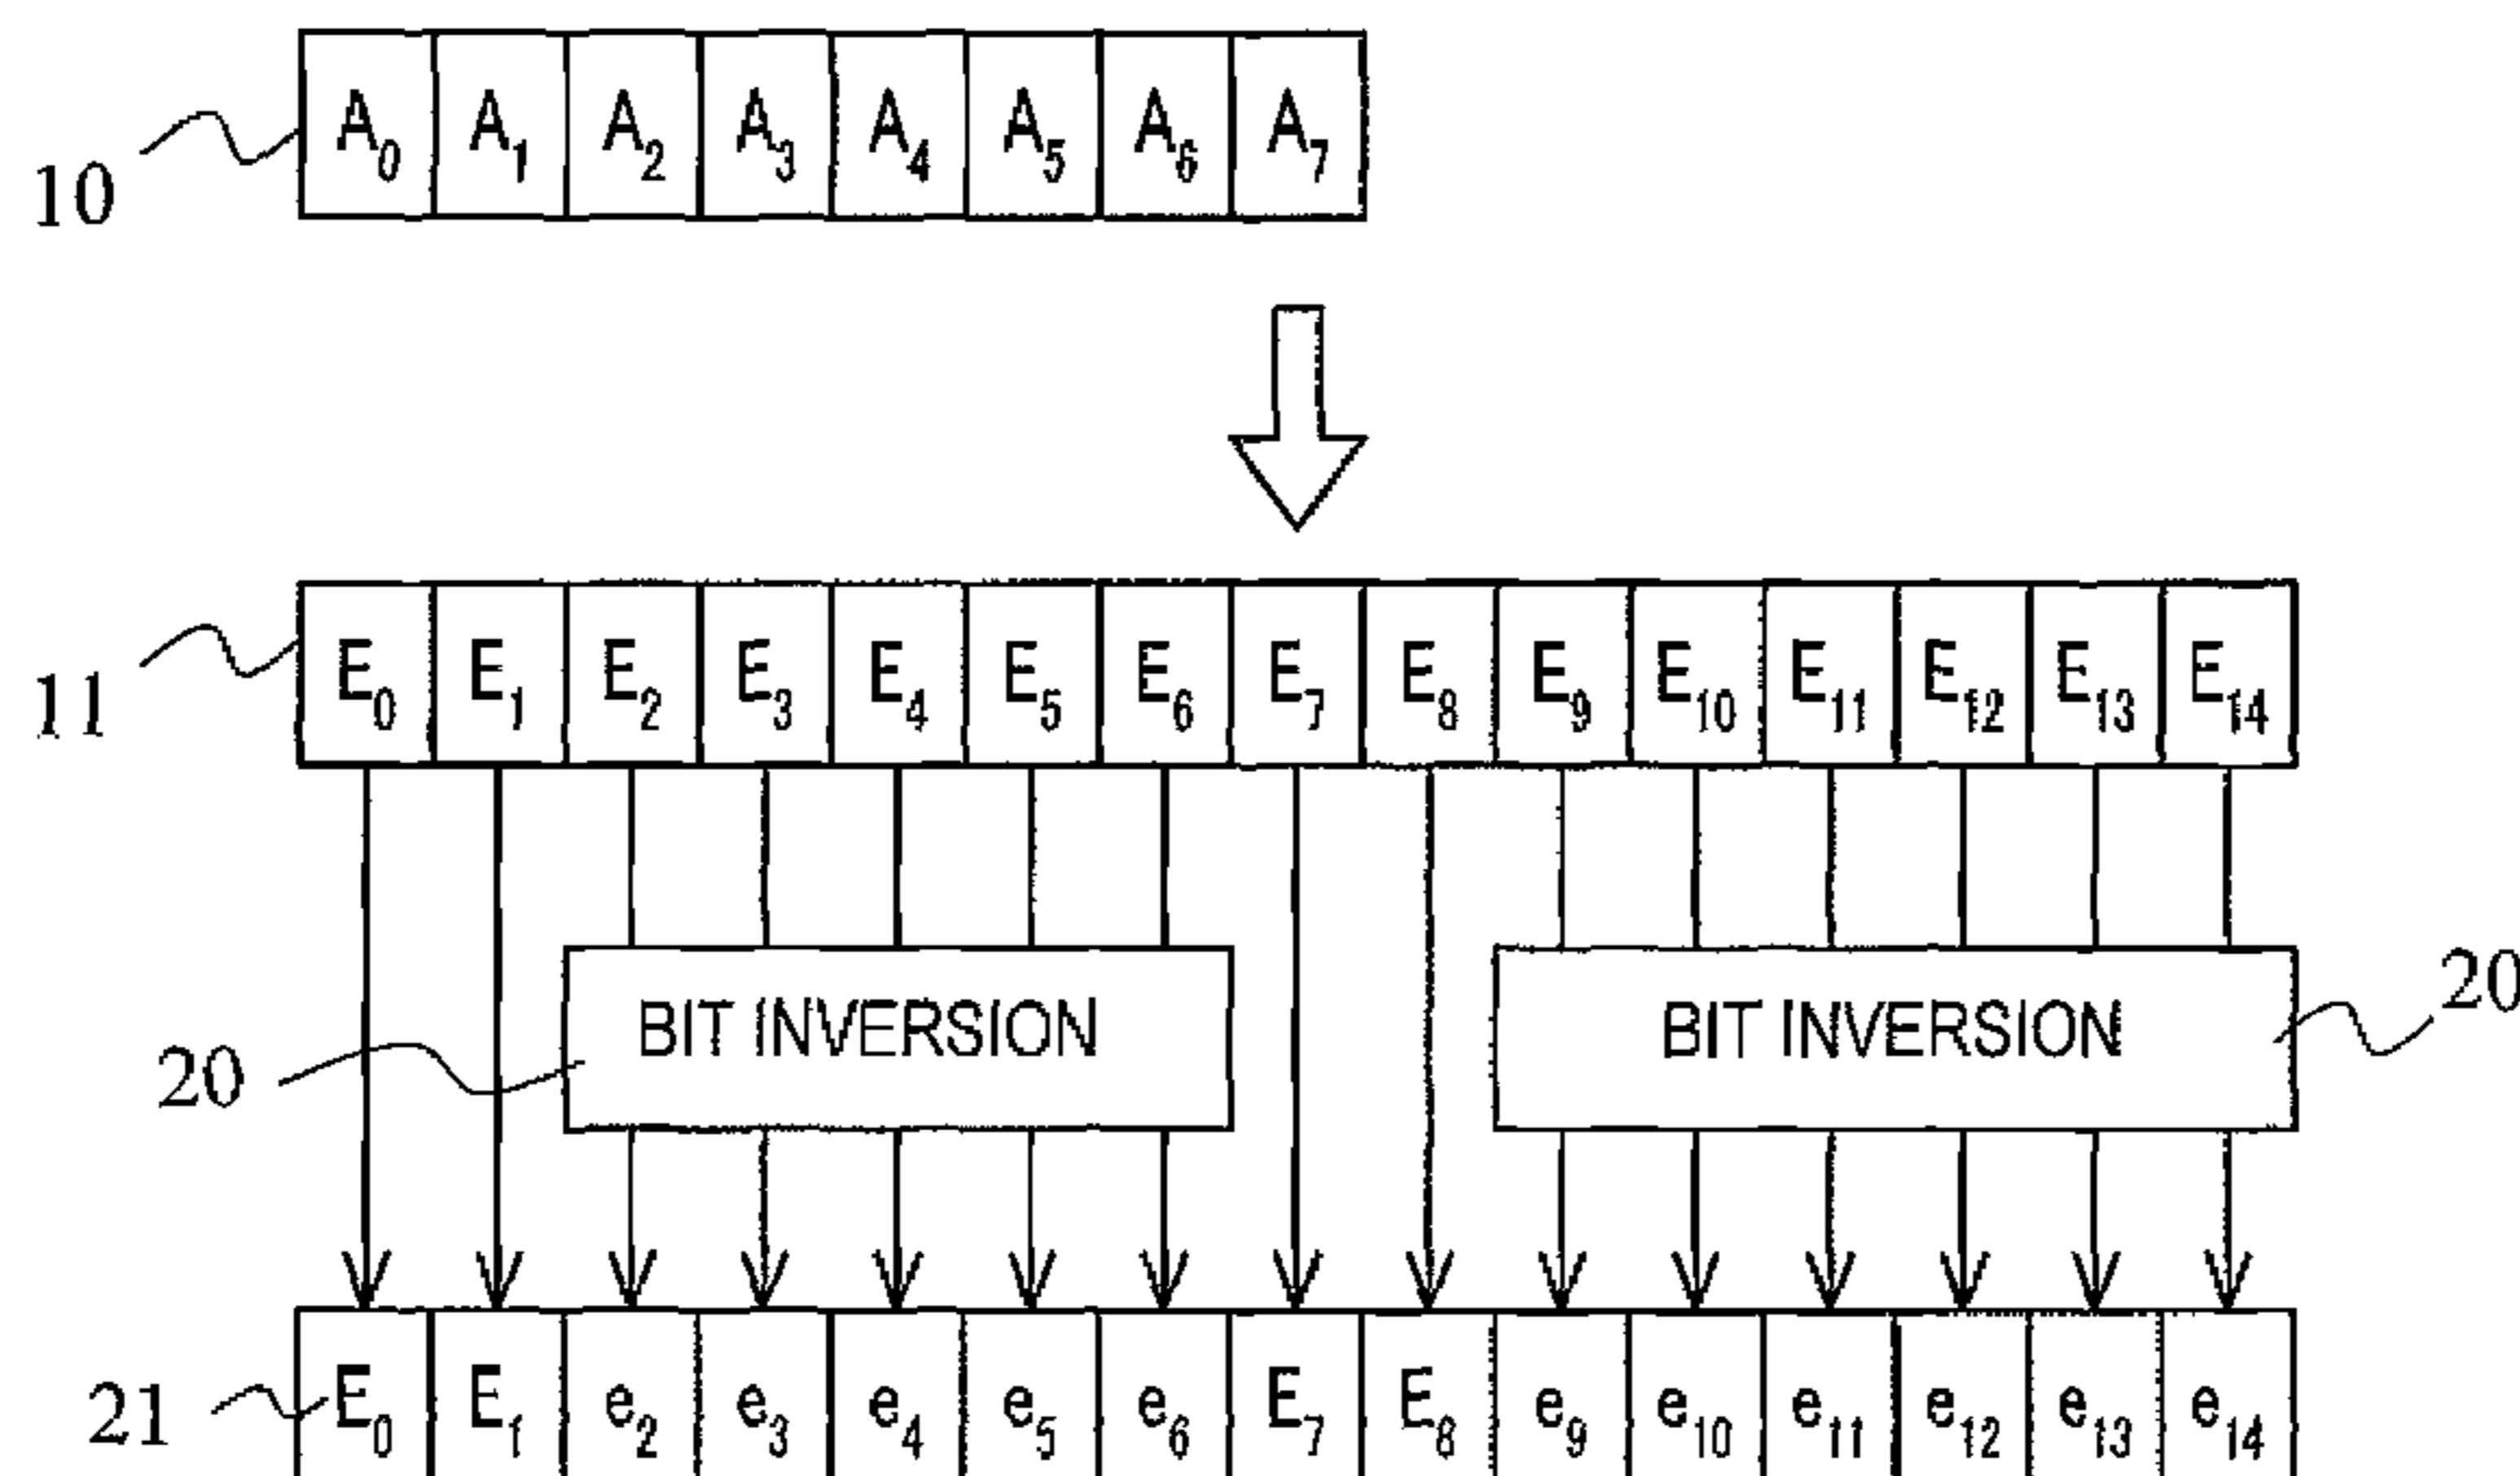 10 A₀ A₁ A₂ A₃ A₄ A₅ A₆ A₇
11 E₀ E₁ E₂ E₃ E₄ E₅ E₆ E₇ E₈ E₉ E₁₀ E₁₁ E₁₂ E₁₃ E₁₄
20 BIT INVERSION BIT INVERSION 20
21 E₀ E₁ e₂ e₃ e₄ e₅ e₆ E₇ E₈ e₉ e₁₀ e₁₁ e₁₂ e₁₃ e₁₄